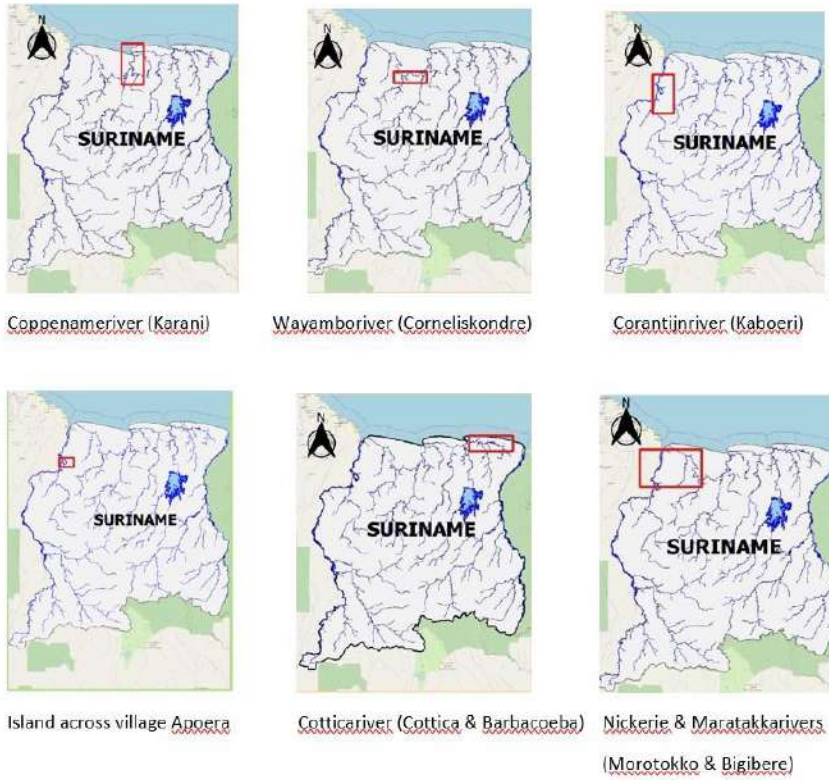 N
SURINAME
Coppenameriver (Karani)
N
SURINAME
Wayamboriver (Corneliskondre)
N
SURINAME
Corantijnriver (Kaboeri)
SURINAME
Island across village Apoera
N
SURINAME
Cotticariver (Cottica & Barbacoeba)
N
SURINAME
Nickerie & Maratakkarivers
(Morotokko & Bigibere)